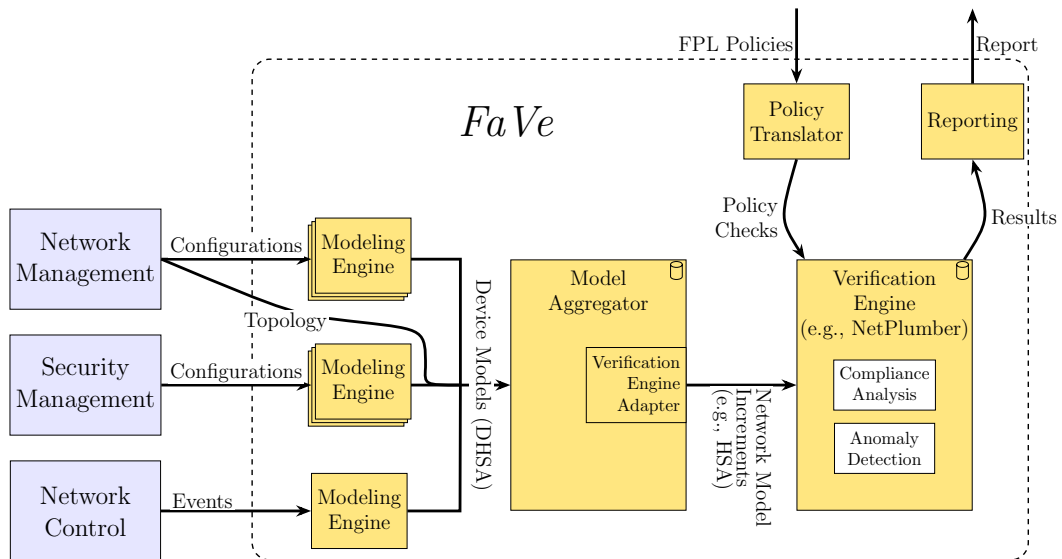 FPL Policies
Report
FaVe
Policy
Translator
Reporting
Policy
Checks
Results
Network
Management
Configurations
Modeling
Engine
Topology
Security
Management
Configurations
Modeling
Engine
Network
Control
Events
Modeling
Engine
Device Models (DHSA)
Model
Aggregator
Verification
Engine
Adapter
Network Model
Increments
(e.g., HSA)
Verification
Engine
(e.g., NetPlumber)
Compliance
Analysis
Anomaly
Detection